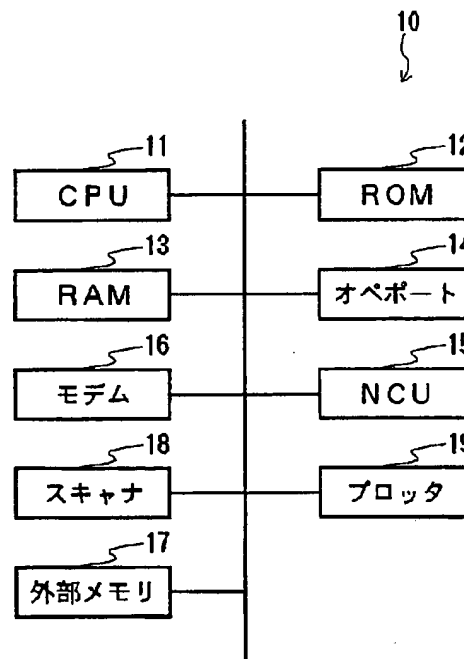 10
11
12
CPU
ROM
13
14
RAM
オペポート
16
15
モデム
NCU
18
19
スキャナ
プロッタ
17
外部メモリ